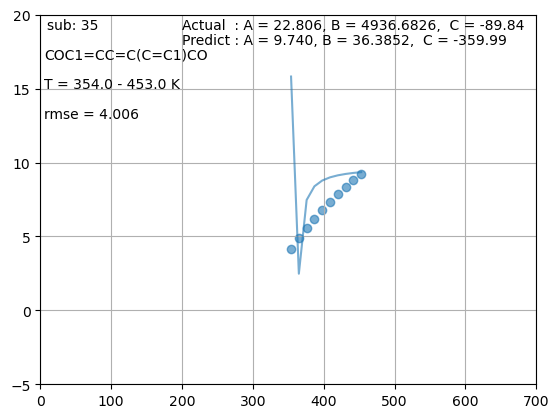 sub: 35
Actual  : A = 22.806, B = 4936.6826,  C = -89.84
Predict : A = 9.740, B = 36.3852,  C = -359.99
COC1=CC=C(C=C1)CO
T = 354.0 - 453.0 K
rmse = 4.006
20
15
10
5
0
−5
0 100 200 300 400 500 600 700